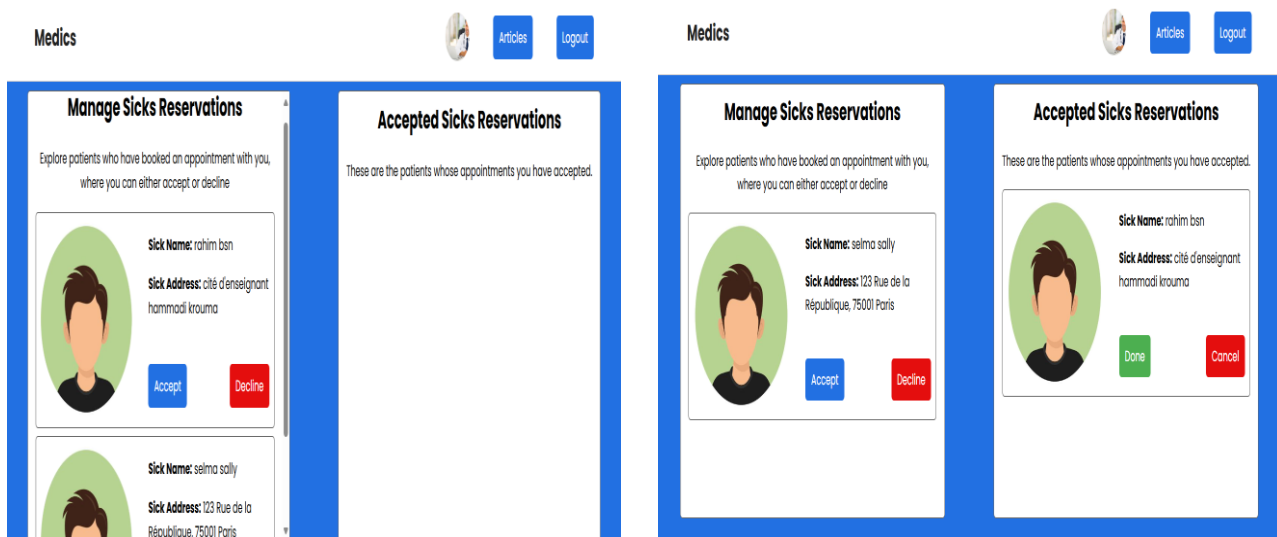 Medics
Articles
Logout
Manage Sicks Reservations
Explore patients who have booked an appointment with you,
where you can either accept or decline
Sick Name: rahim bsn
Sick Address: cité d'enseignant
hammadi krouma
Accept
Decline
Sick Name: selma sally
Sick Address: 123 Rue de la
République, 75001 Paris
Accepted Sicks Reservations
These are the patients whose appointments you have accepted.
Medics
Articles
Logout
Manage Sicks Reservations
Explore patients who have booked an appointment with you,
where you can either accept or decline
Sick Name: selma sally
Sick Address: 123 Rue de la
République, 75001 Paris
Accept
Decline
Accepted Sicks Reservations
These are the patients whose appointments you have accepted.
Sick Name: rahim bsn
Sick Address: cité d'enseignant
hammadi krouma
Done
Cancel